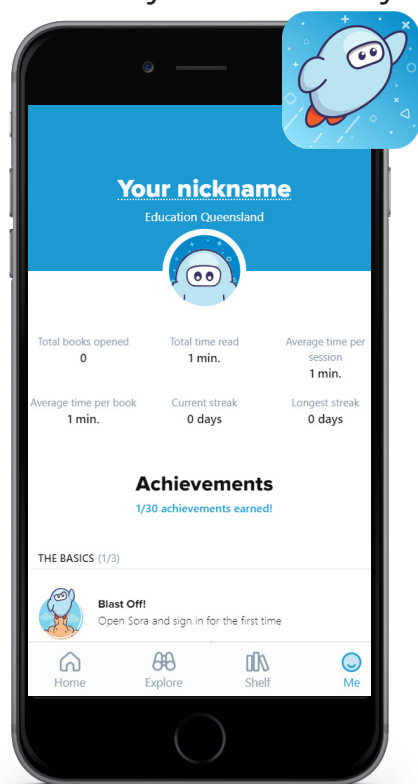 Your nickname
Education Queensland
Total books opened
0
Total time read
1 min.
Average time per
session
1 min.
Average time per book
1 min.
Current streak
0 days
Longest streak
0 days
Achievements
1/30 achievements earned!
THE BASICS (1/3)
Blast Off!
Open Sora and sign in for the first time
Home
Explore
Shelf
Me